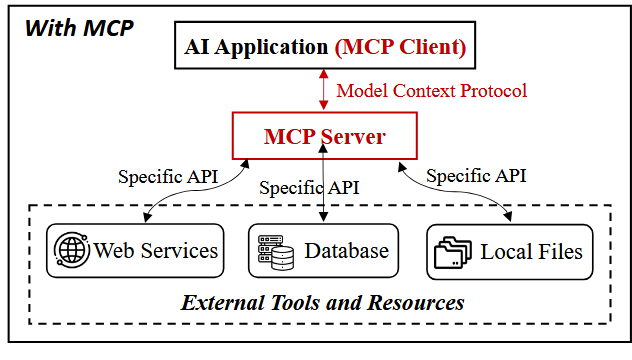 With MCP
AI Application (MCP Client)
Model Context Protocol
MCP Server
Specific API
Specific API
Specific API
Web Services
Database
Local Files
External Tools and Resources